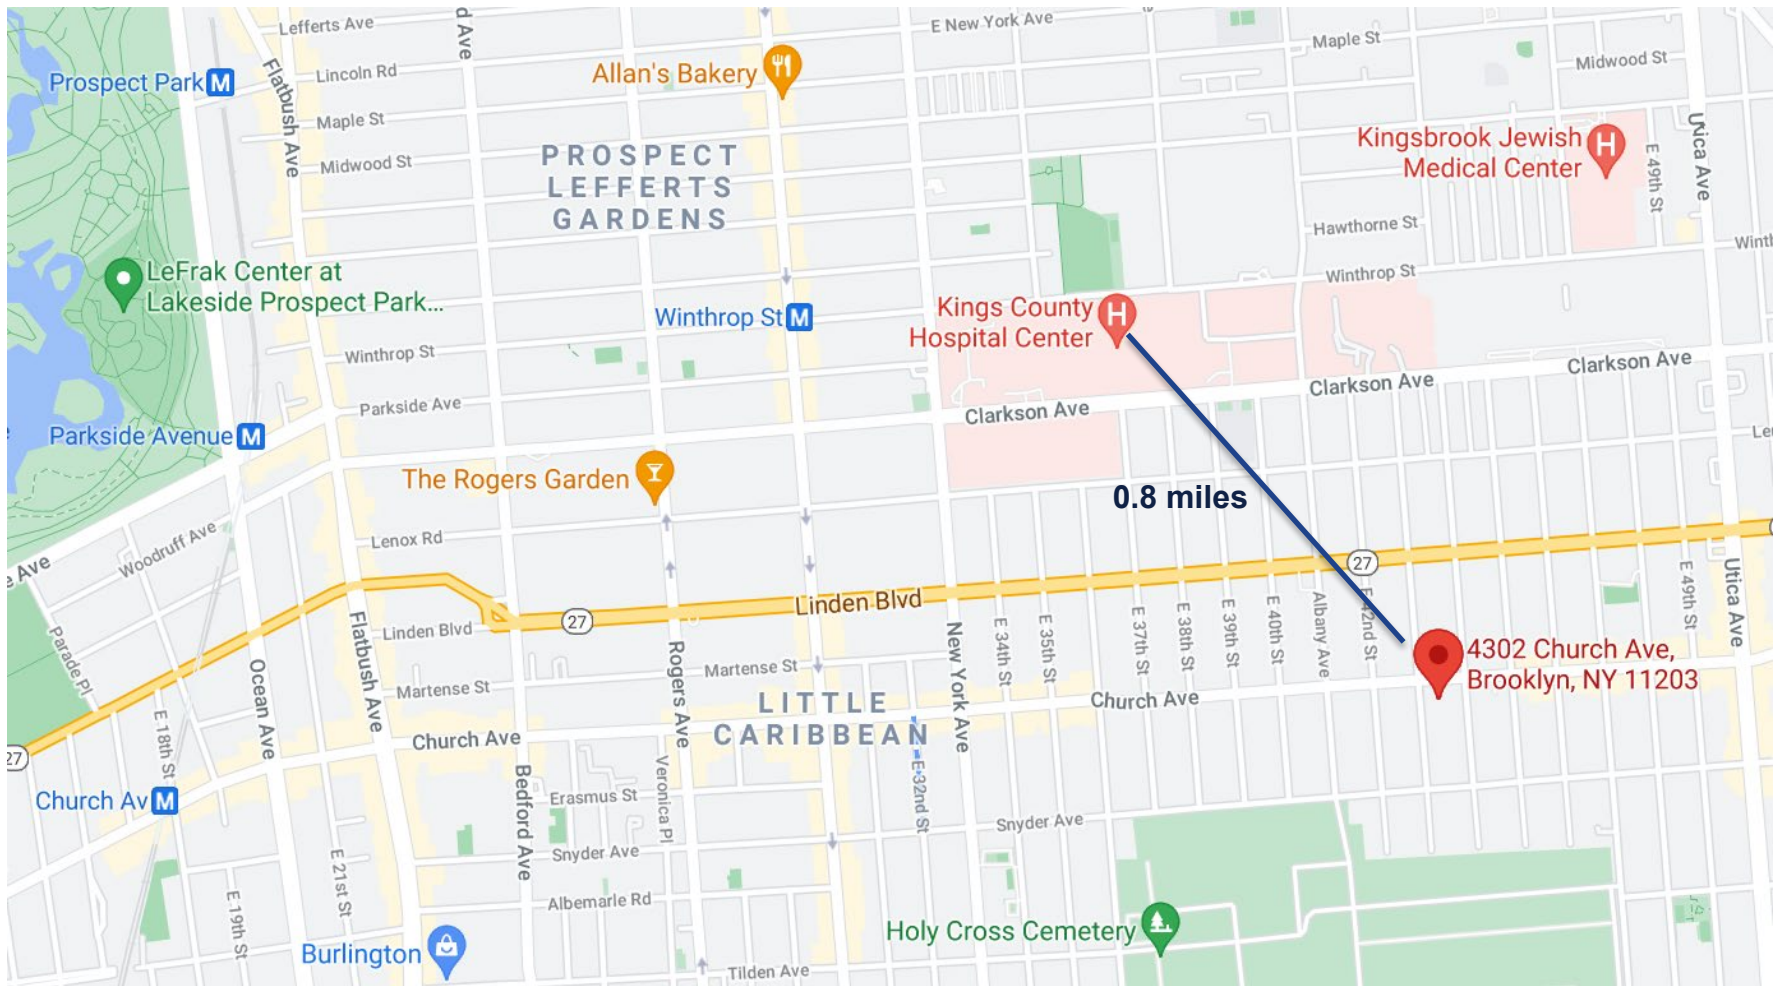 Lefferts Ave
d Ave
E New York Ave
Maple St
Midwood St
Prospect Park M
Flatbush Ave
Lincoln Rd
Allan's Bakery
Maple St
Midwood St
PROSPECT
LEFFERTS
GARDENS
Kingsbrook Jewish
Medical Center
H
E 49th St
Utica Ave
Hawthorne St
Wint
Winthrop St
LeFrak Center at
Lakeside Prospect Park...
Winthrop St M
Kings County
Hospital Center
H
Winthrop St
Clarkson Ave
Clarkson Ave
Clarkson Ave
Parkside Ave
Parkside Avenue M
Le
The Rogers Garden
0.8 miles
Woodruff Ave
Lenox Rd
e Ave
27
Utica Ave
E 49th St
Linden Blvd
27
Linden Blvd
Parade Pl
Ocean Ave
Flatbush Ave
Rogers Ave
New York Ave
E 34th St
E 35th St
E 37th St
E 38th St
E 39th St
E 40th St
Albany Ave
E 42nd St
4302 Church Ave,
Brooklyn, NY 11203
Martense St
Martense St
LITTLE
CARIBBEAN
Church Ave
Church Ave
27
E 18th St
Church Av M
Bedford Ave
Veronica Pl
E 32nd St
Erasmus St
Snyder Ave
Snyder Ave
E 19th St
E 21st St
Albemarle Rd
Holy Cross Cemetery
Burlington
Tilden Ave